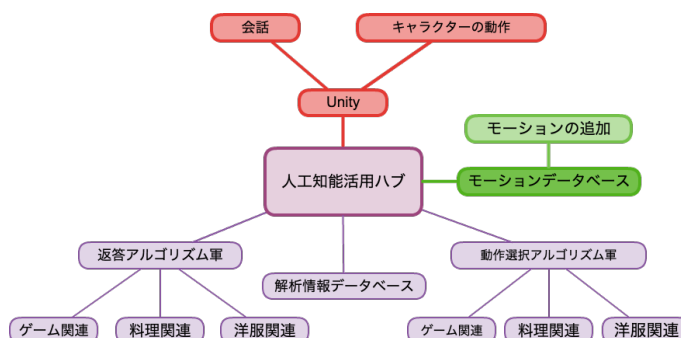 会話
キャラクターの動作
Unity
モーションの追加
人工知能活用ハブ
モーションデータベース
返答アルゴリズム軍
動作選択アルゴリズム軍
解析情報データベース
ゲーム関連
料理関連
洋服関連
ゲーム関連
料理関連
洋服関連